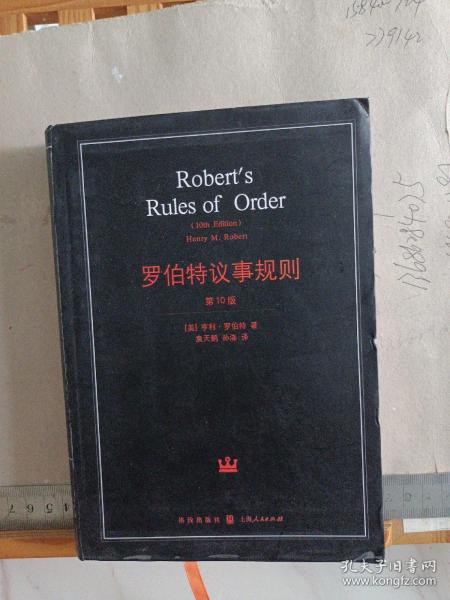 >>9142
Robert's
Rules of Order
(10th Edition)
Henry M. Robert
罗伯特议事规则
第10版
[美] 亨利·罗伯特 著
袁天鹏 孙涤 译
格致出版社 上海人民出版社
孔夫子旧书网
www.kongfz.com